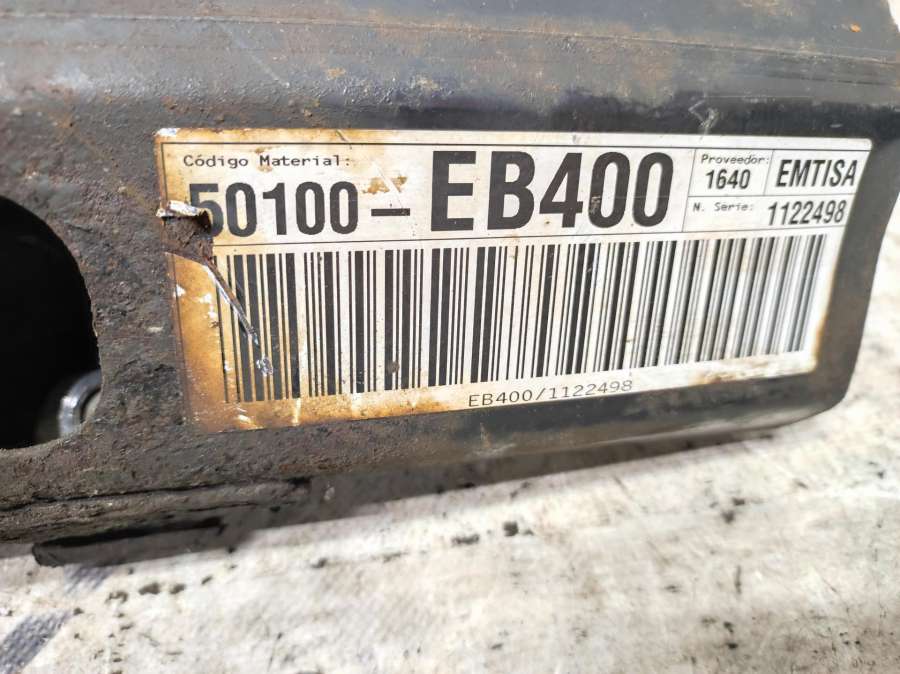 Código Material:
50100-EB400
Proveedor:
1640
EMTISA
N. Serie:
1122498
EB400/1122498